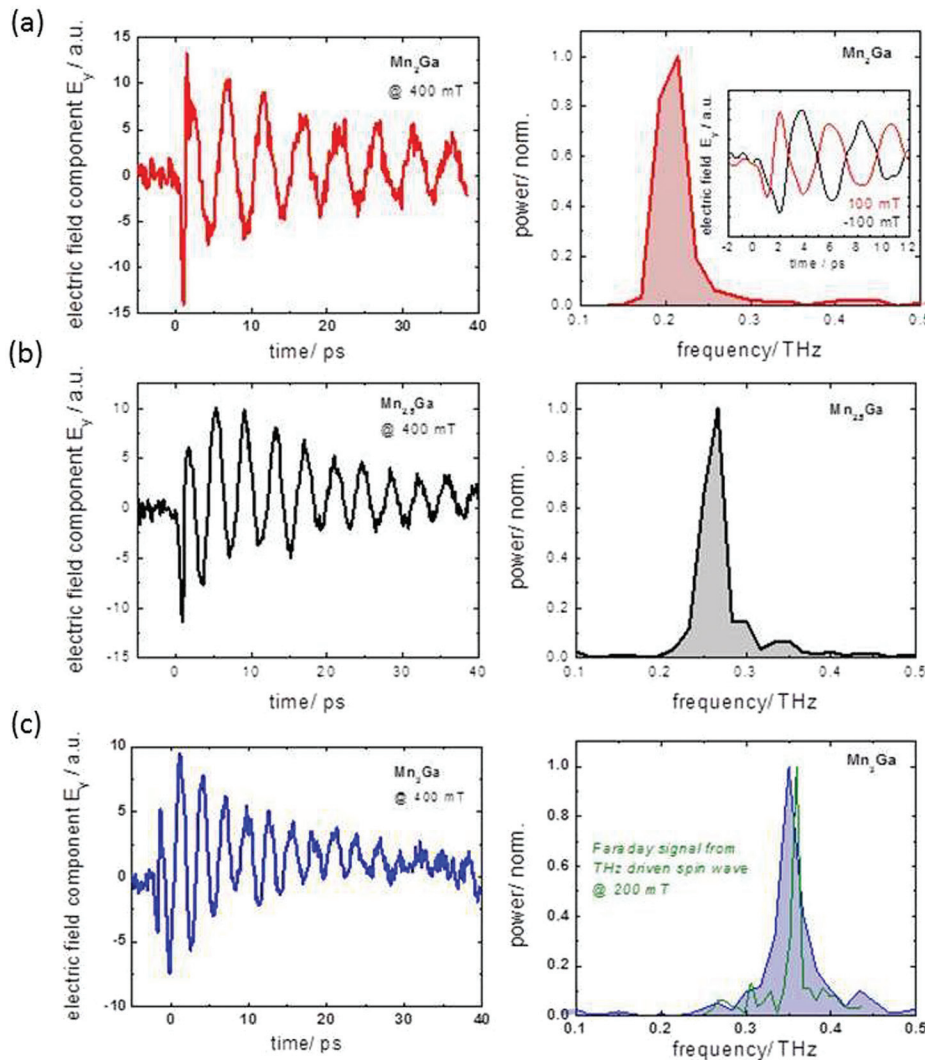 (a)
15
10
5
0
-5
-10
-15
0 10 20 30 40
electric field component E_y / a.u.
time/ ps
Mn₂Ga
@ 400 mT
1.0
0.8
0.6
0.4
0.2
0.0
0.1 0.2 0.3 0.4 0.5
power/ norm.
frequency/ THz
Mn₂Ga
electric field E_y / a.u.
100 mT
-100 mT
-2 0 2 4 6 8 10 12
time / ps
(b)
10
5
0
-5
-10
-15
0 10 20 30 40
electric field component E_y / a.u.
time/ ps
Mn₂.₅Ga
@ 400 mT
1.0
0.8
0.6
0.4
0.2
0.0
0.1 0.2 0.3 0.4 0.5
power/ norm.
frequency/ THz
Mn₂.₅Ga
(c)
10
5
0
-5
-10
0 10 20 30 40
electric field component E_y / a.u.
time/ ps
Mn₃Ga
@ 400 mT
1.0
0.8
0.6
0.4
0.2
0.0
0.1 0.2 0.3 0.4 0.5
power/ norm.
frequency/ THz
Mn₃Ga
Faraday signal from
THz driven spin wave
@ 200 mT